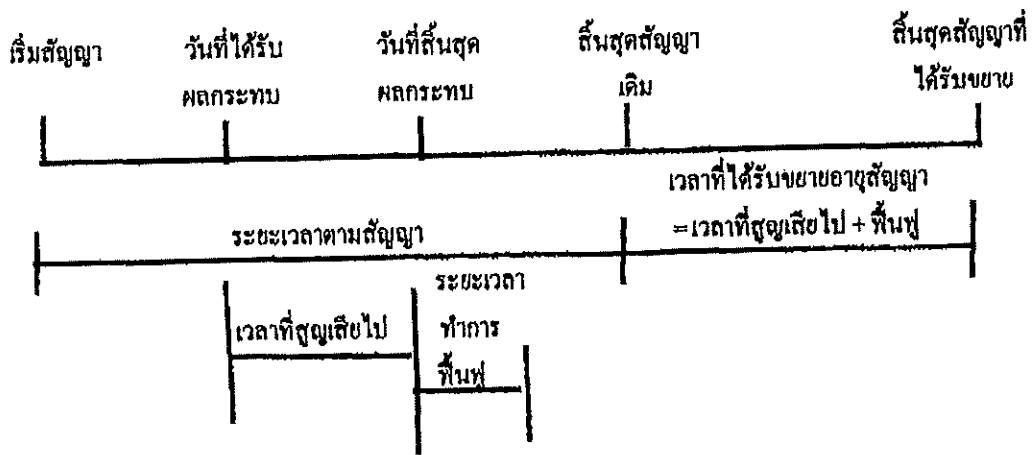 เริ่มสัญญา
วันที่ได้รับ
ผลกระทบ
วันที่สิ้นสุด
ผลกระทบ
สิ้นสุดสัญญา
เดิม
สิ้นสุดสัญญาที่
ได้รับขยาย
เวลาที่ได้รับขยายอายุสัญญา
=เวลาที่สูญเสียไป + ฟื้นฟู
ระยะเวลาตามสัญญา
เวลาที่สูญเสียไป
ระยะเวลา
ทำการ
ฟื้นฟู